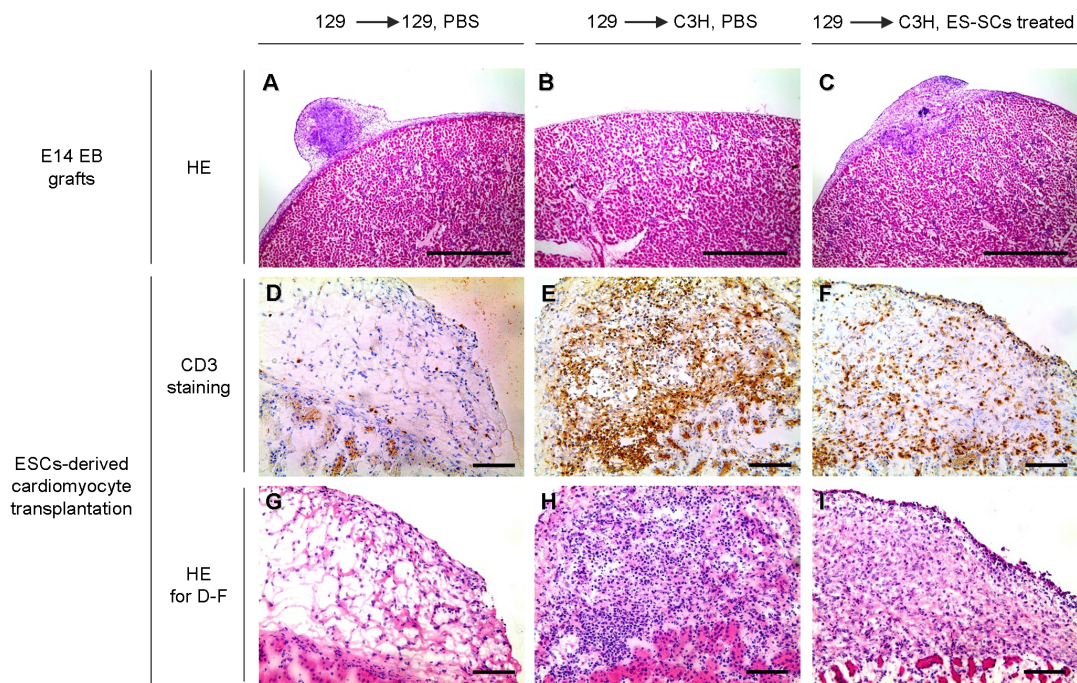 129 → 129, PBS
129 → C3H, PBS
129 → C3H, ES-SCs treated
E14 EB
grafts
HE
A
B
C
CD3
staining
D
E
F
ESCs-derived
cardiomyocyte
transplantation
HE
for D-F
G
H
I